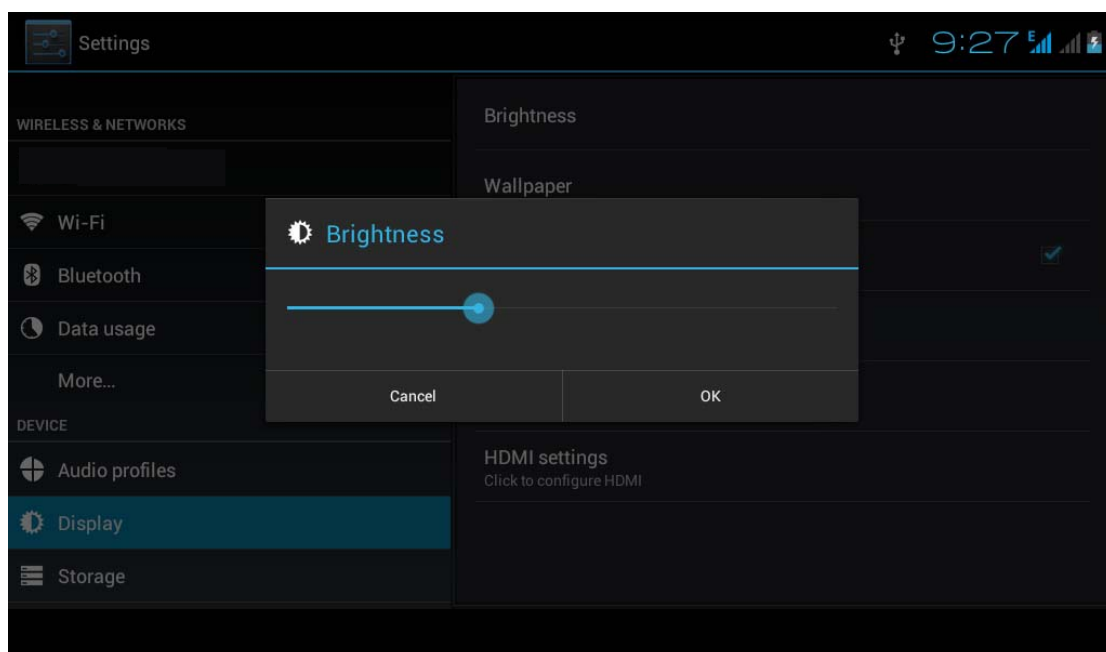 Settings
9:27
E
WIRELESS & NETWORKS
Wi-Fi
Bluetooth
Data usage
More...
DEVICE
Audio profiles
Display
Storage
Brightness
Wallpaper
HDMI settings
Click to configure HDMI
Brightness
Cancel
OK